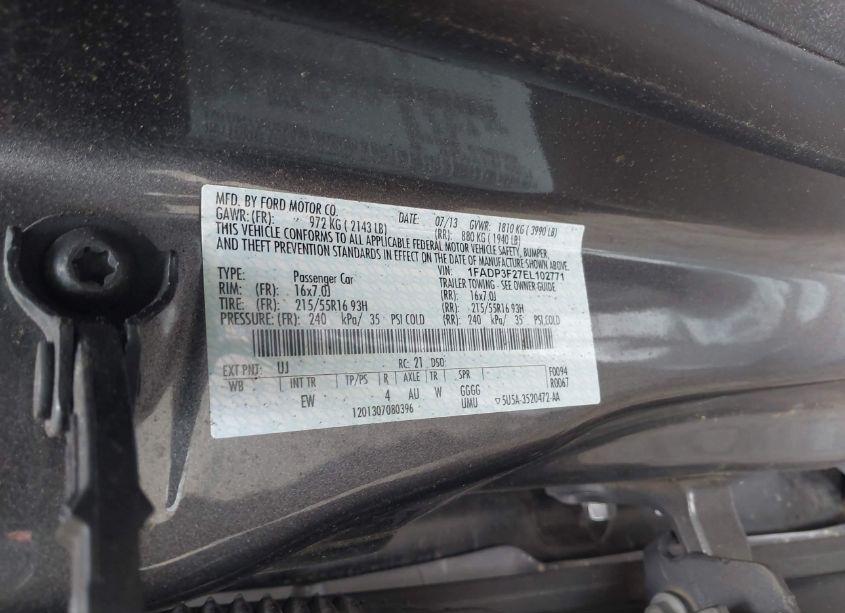 MFD. BY FORD MOTOR CO. DATE: 07/13 GVWR: 1810 KG ( 3990 LB)
GAWR: (FR): 972 KG ( 2143 LB) (RR): 880 KG ( 1940 LB)
THIS VEHICLE CONFORMS TO ALL APPLICABLE FEDERAL MOTOR VEHICLE SAFETY, BUMPER,
AND THEFT PREVENTION STANDARDS IN EFFECT ON THE DATE OF MANUFACTURE SHOWN ABOVE.
VIN: 1FADP3F27EL102771
TYPE: Passenger Car TRAILER TOWING - SEE OWNER GUIDE
RIM: (FR): 16x7.0J (RR): 16x7.0J
TIRE: (FR): 215/55R16 93H (RR): 215/55R16 93H
PRESSURE: (FR): 240 kPa/ 35 PSI COLD (RR): 240 kPa/ 35 PSI COLD
EXT PNT: UJ RC: 21 DSO: F0094
WB INT TR TP/PS R AXLE TR SPR R0067
EW 4 AU W GGGG
1201307080396 UMU ▽5U5A-3520472-AA